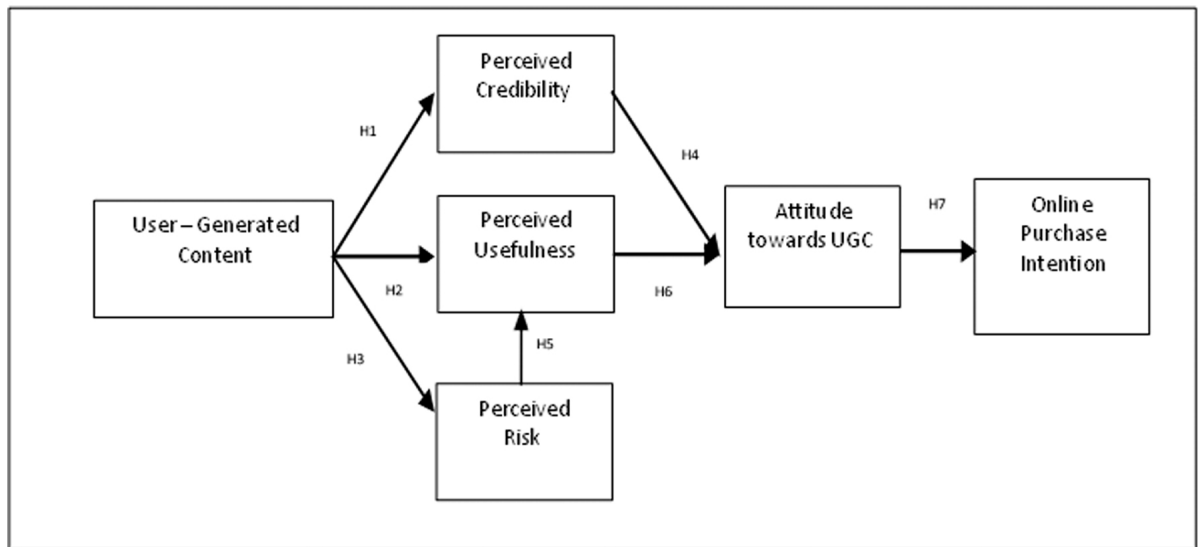 Perceived
Credibility
H1
H4
User–Generated
Content
Perceived
Usefulness
Attitude
towards UGC
H7
Online
Purchase
Intention
H2
H6
H3
H5
Perceived
Risk